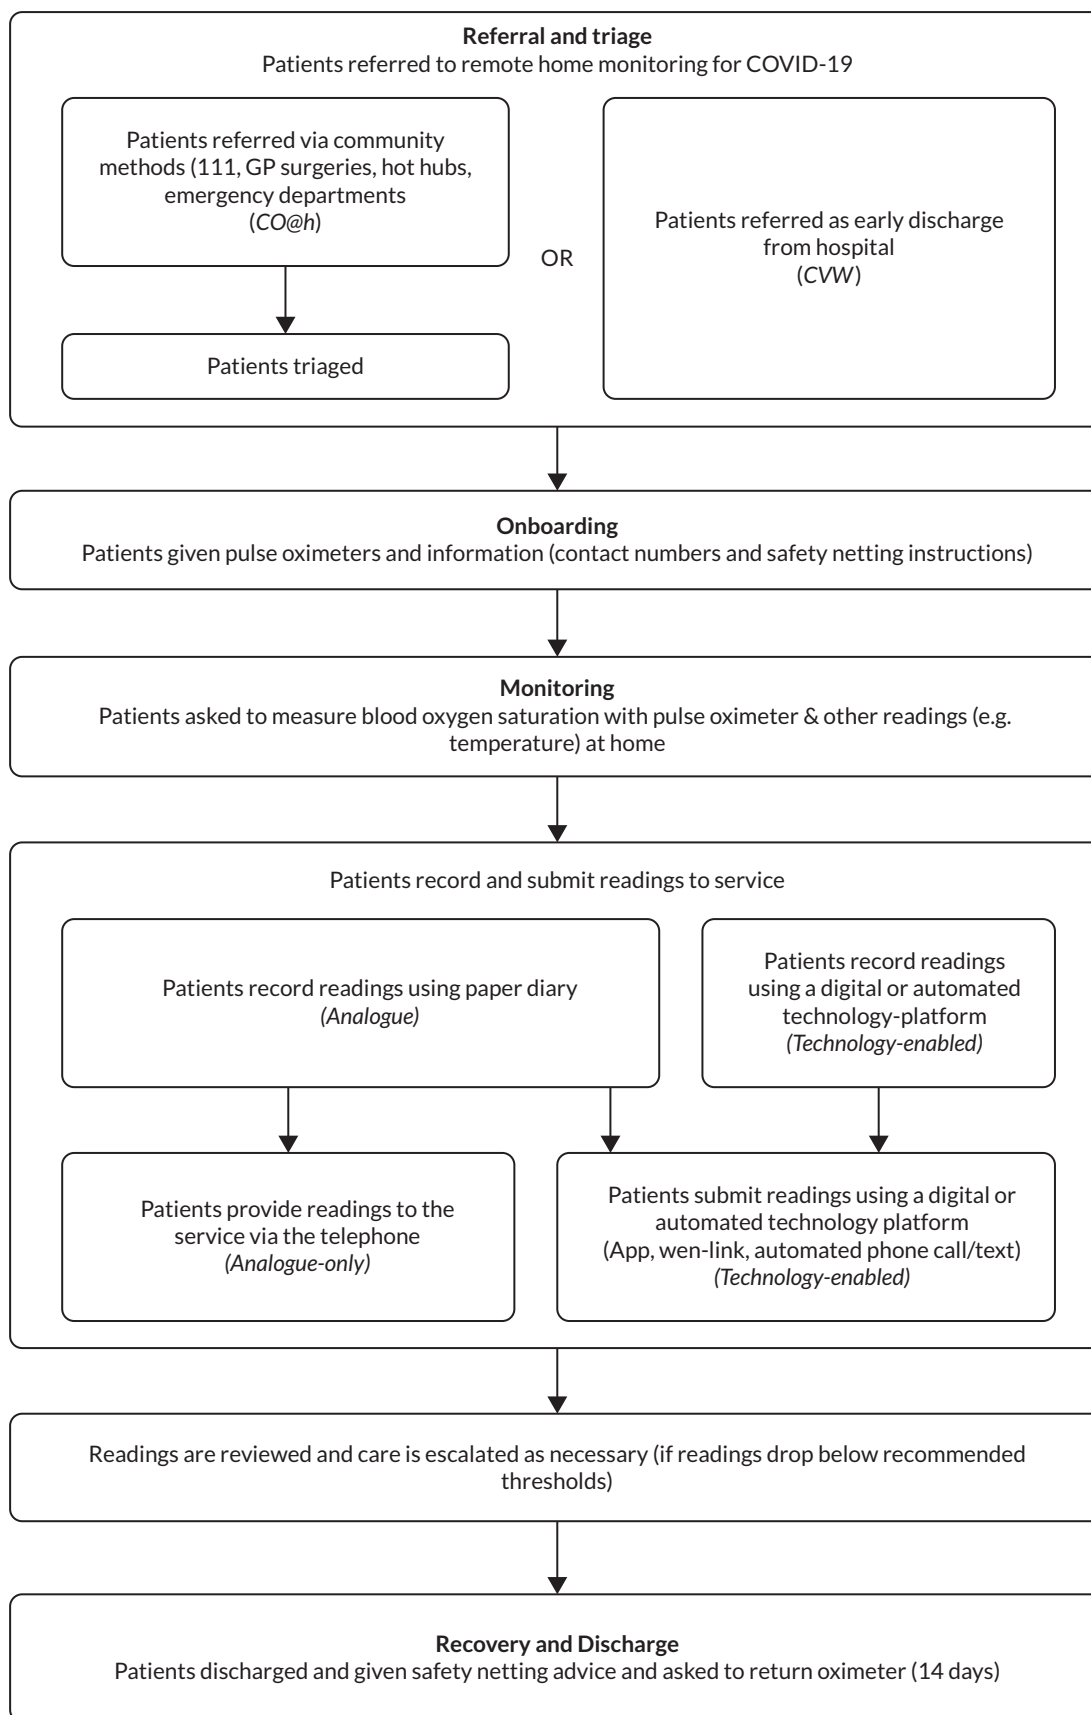 Referral and triage
Patients referred to remote home monitoring for COVID-19
Patients referred via community
methods (111, GP surgeries, hot hubs,
emergency departments
(CO@h)
Patients triaged
OR
Patients referred as early discharge
from hospital
(CVW)
Onboarding
Patients given pulse oximeters and information (contact numbers and safety netting instructions)
Monitoring
Patients asked to measure blood oxygen saturation with pulse oximeter & other readings (e.g.
temperature) at home
Patients record and submit readings to service
Patients record readings using paper diary
(Analogue)
Patients record readings
using a digital or automated
technology-platform
(Technology-enabled)
Patients provide readings to the
service via the telephone
(Analogue-only)
Patients submit readings using a digital or
automated technology platform
(App, wen-link, automated phone call/text)
(Technology-enabled)
Readings are reviewed and care is escalated as necessary (if readings drop below recommended
thresholds)
Recovery and Discharge
Patients discharged and given safety netting advice and asked to return oximeter (14 days)